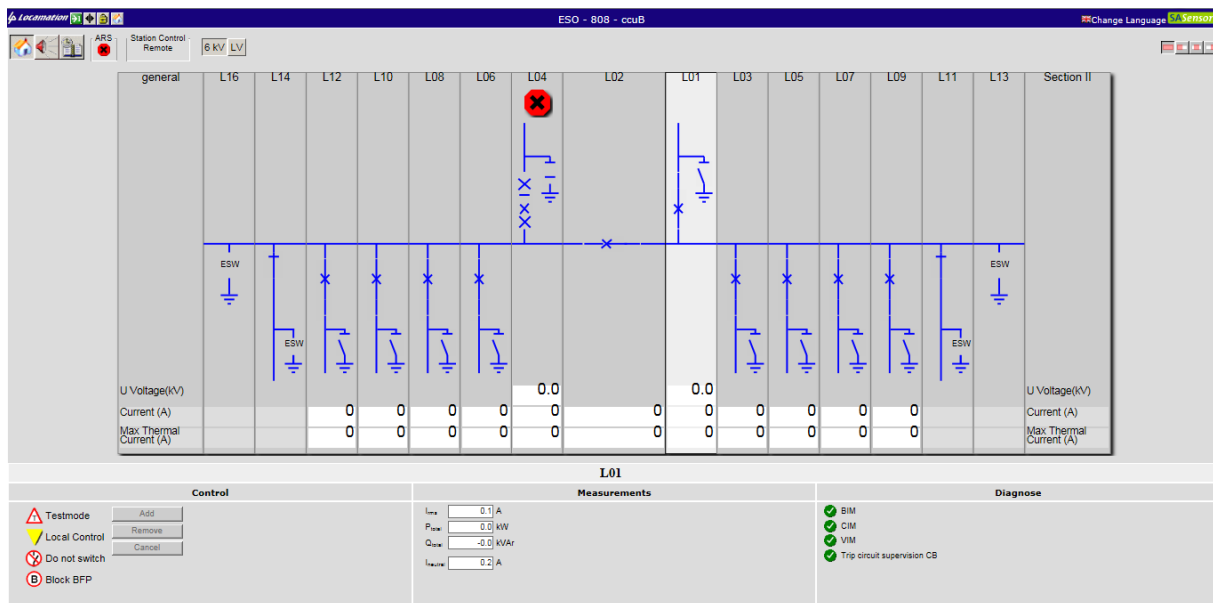 Locamation ESO - 808 - ccuB Change Language SASensor
ARS Station Control Remote 6 kV LV
general L16 L14 L12 L10 L08 L06 L04 L02 L01 L03 L05 L07 L09 L11 L13 Section II
ESW ESW
ESW ESW
U Voltage(kV) 0.0 0.0 U Voltage(kV)
Current (A) 0 0 0 0 0 0 0 0 0 0 0 Current (A)
Max Thermal Current (A) 0 0 0 0 0 0 0 0 0 0 0 Max Thermal Current (A)
L01
Control Measurements Diagnose
T Testmode Add
Local Control Remove
Do not switch Cancel
B Block BFP
Irms 0.1 A
Ptotal 0.0 kW
Qtotal -0.0 kVAr
Ineutral 0.2 A
BIM
CIM
VIM
Trip circuit supervision CB